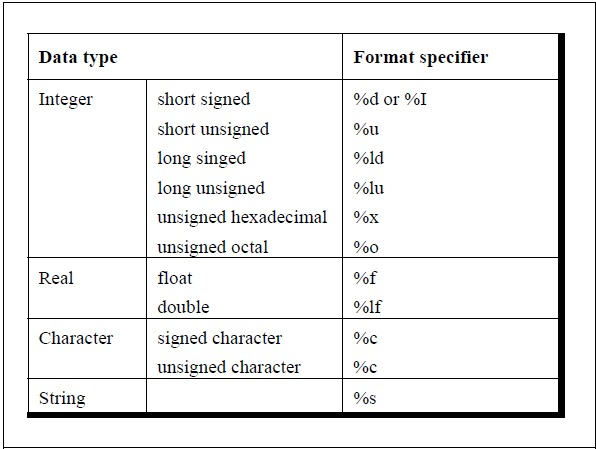 Data type Format specifier
Integer short signed %d or %I
short unsigned %u
long singed %ld
long unsigned %lu
unsigned hexadecimal %x
unsigned octal %o
Real float %f
double %lf
Character signed character %c
unsigned character %c
String %s